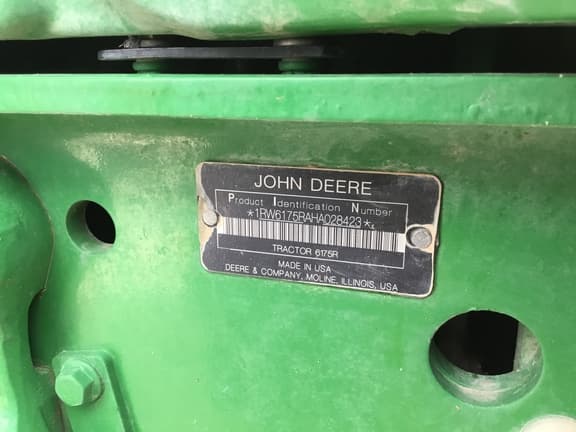 JOHN DEERE
Product Identification Number
*1RW6175RAHA028423*
TRACTOR 6175R
MADE IN USA
DEERE & COMPANY, MOLINE, ILLINOIS, USA